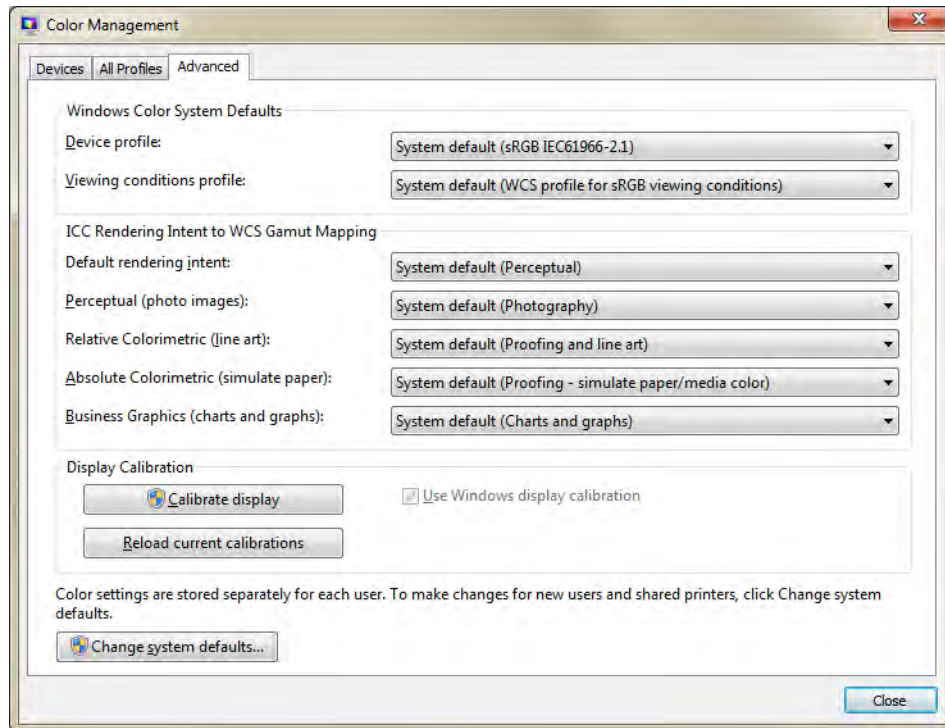 Color Management
Devices All Profiles Advanced
Windows Color System Defaults
Device profile: System default (sRGB IEC61966-2.1)
Viewing conditions profile: System default (WCS profile for sRGB viewing conditions)
ICC Rendering Intent to WCS Gamut Mapping
Default rendering intent: System default (Perceptual)
Perceptual (photo images): System default (Photography)
Relative Colorimetric (line art): System default (Proofing and line art)
Absolute Colorimetric (simulate paper): System default (Proofing - simulate paper/media color)
Business Graphics (charts and graphs): System default (Charts and graphs)
Display Calibration
Calibrate display Use Windows display calibration
Reload current calibrations
Color settings are stored separately for each user. To make changes for new users and shared printers, click Change system
defaults.
Change system defaults...
Close